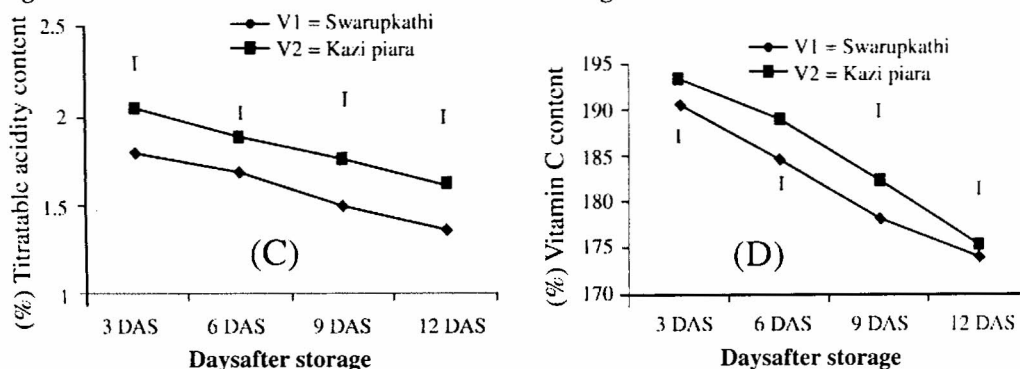 V1 = Swarupkathi
V2 = Kazi piara
(%) Titratable acidity content
2.5
2
1.5
1
(C)
3 DAS 6 DAS 9 DAS 12 DAS
Daysafter storage
V1 = Swarupkathi
V2 = Kazi piara
(%) Vitamin C content
195
190
185
180
175
170
(D)
3 DAS 6 DAS 9 DAS 12 DAS
Daysafter storage